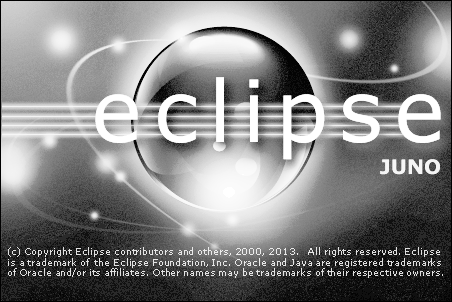 eclipse
JUNO
(c) Copyright Eclipse contributors and others, 2000, 2013.  All rights reserved. Eclipse
is a trademark of the Eclipse Foundation, Inc. Oracle and Java are registered trademarks
of Oracle and/or its affiliates. Other names may be trademarks of their respective owners.